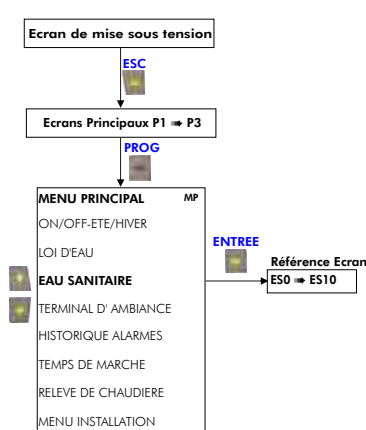 Ecran de mise sous tension
ESC
Ecrans Principaux P1 ➠ P3
PROG
MENU PRINCIPAL MP
ON/OFF-ETE/HIVER
LOI D'EAU
EAU SANITAIRE
TERMINAL D' AMBIANCE
HISTORIQUE ALARMES
TEMPS DE MARCHE
RELEVE DE CHAUDIERE
MENU INSTALLATION
ENTREE
Référence Ecran
ES0 ➠ ES10